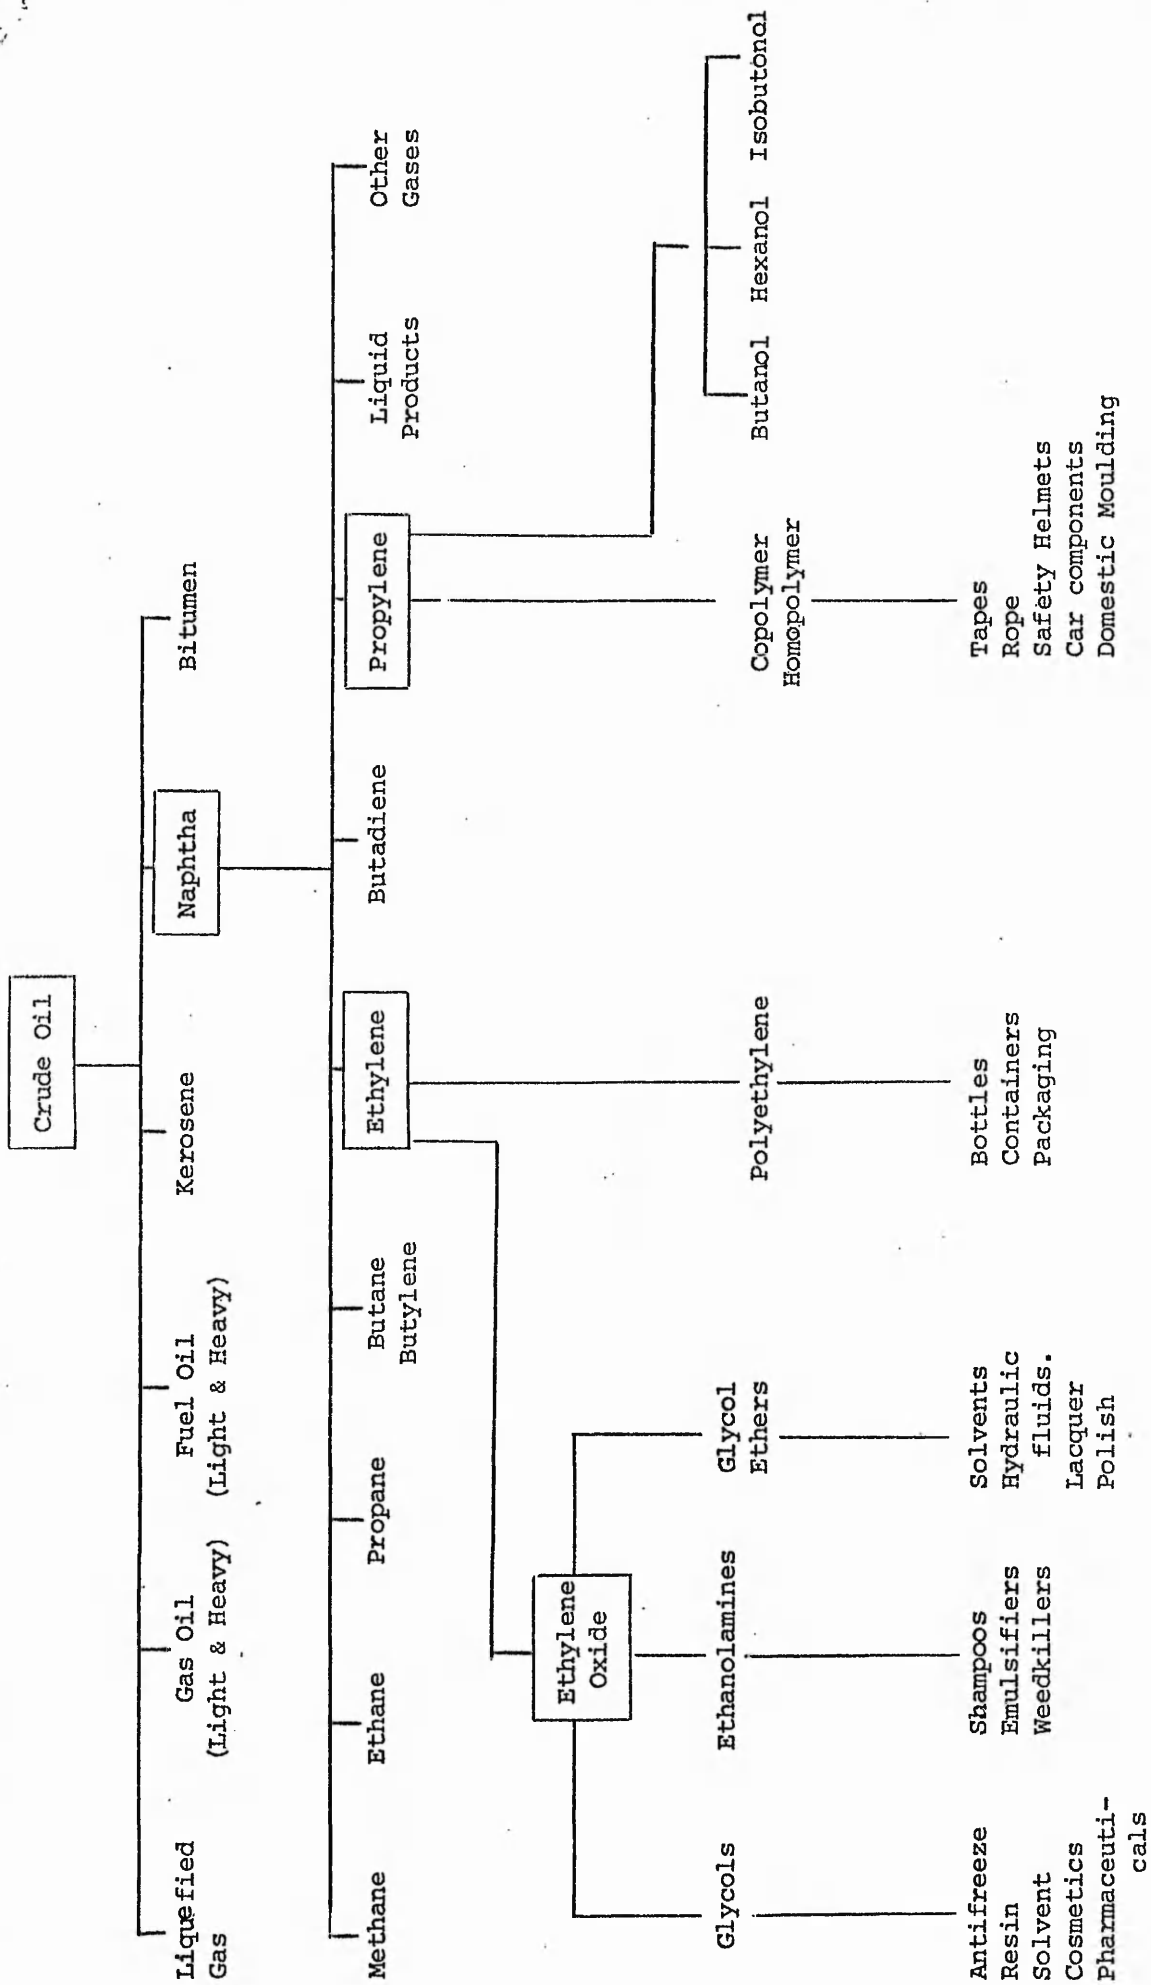 Crude Oil
Liquefied
Gas
Gas Oil
(Light & Heavy)
Fuel Oil
(Light & Heavy)
Kerosene
Naphtha
Bitumen
Methane
Ethane
Propane
Butane
Butylene
Ethylene
Butadiene
Propylene
Liquid
Products
Other
Gases
Ethylene
Oxide
Glycols
Ethanolamines
Glycol
Ethers
Polyethylene
Copolymer
Homopolymer
Butanol
Hexanol
Isobutonol
Antifreeze
Resin
Solvent
Cosmetics
Pharmaceuti-
cals
Shampoos
Emulsifiers
Weedkillers
Solvents
Hydraulic
fluids.
Lacquer
Polish
Bottles
Containers
Packaging
Tapes
Rope
Safety Helmets
Car components
Domestic Moulding